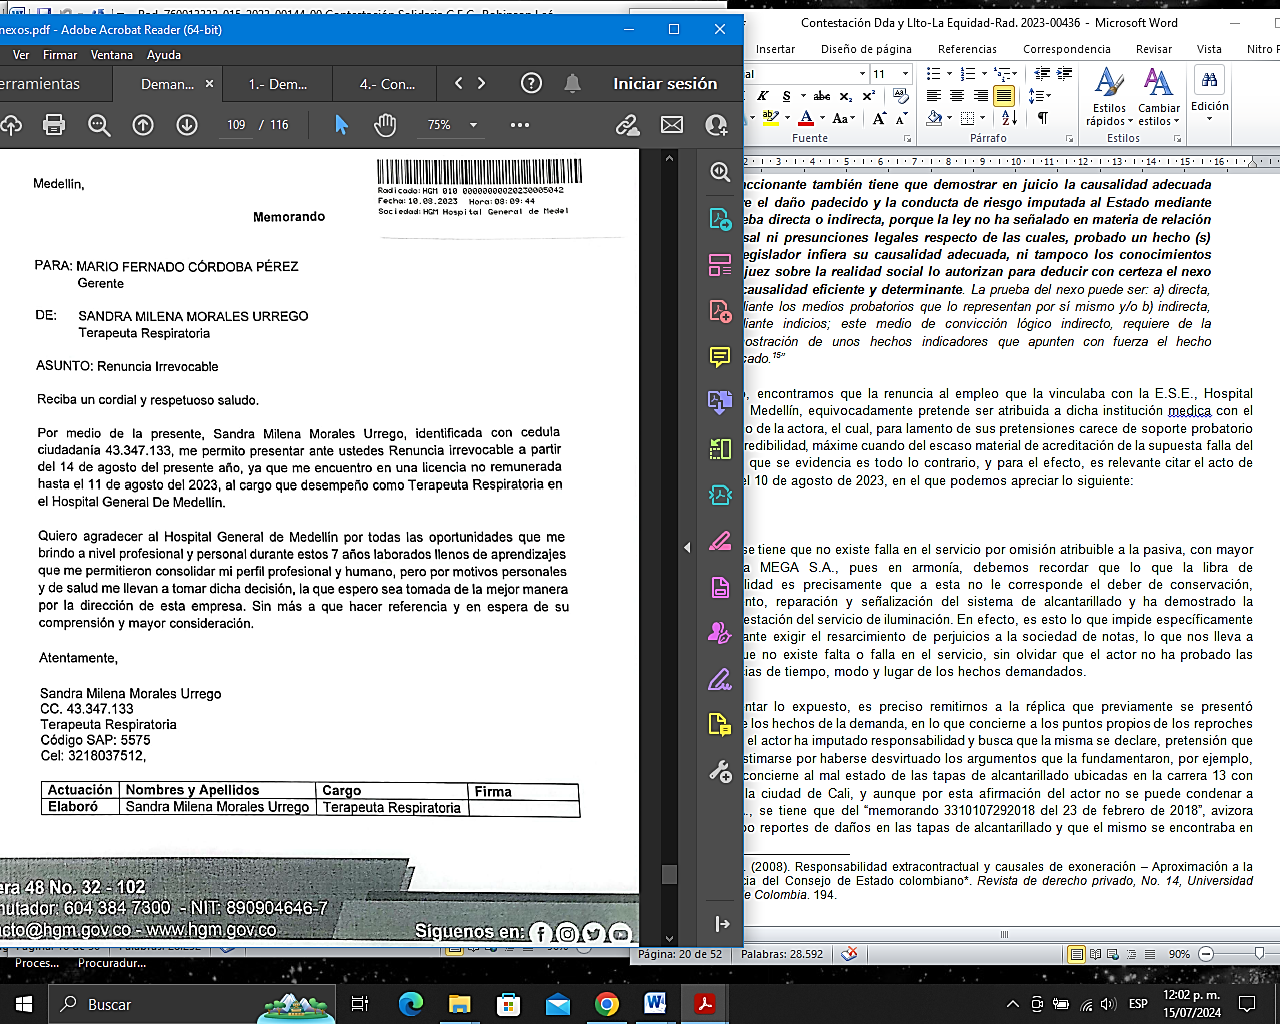 nexos.pdf - Adobe Acrobat Reader (64-bit)
Ver Firmar Ventana Ayuda
erramientas
Deman... × 1.- Dem... 4.- Con...
Iniciar sesión
109 / 116
75%
Medellín,
Radicado:HGM 010 00000000020230005042
Fecha:10.08.2023 Hora:08:09:44
Sociedad:HGM Hospital General de Medel
Memorando
PARA: MARIO FERNADO CÓRDOBA PÉREZ
Gerente
DE: SANDRA MILENA MORALES URREGO
Terapeuta Respiratoria
ASUNTO: Renuncia Irrevocable
Reciba un cordial y respetuoso saludo.
Por medio de la presente, Sandra Milena Morales Urrego, identificada con cedula
ciudadanía 43.347.133, me permito presentar ante ustedes Renuncia irrevocable a partir
del 14 de agosto del presente año, ya que me encuentro en una licencia no remunerada
hasta el 11 de agosto del 2023, al cargo que desempeño como Terapeuta Respiratoria en
el Hospital General De Medellín.
Quiero agradecer al Hospital General de Medellín por todas las oportunidades que me
brindo a nivel profesional y personal durante estos 7 años laborados llenos de aprendizajes
que me permitieron consolidar mi perfil profesional y humano, pero por motivos personales
y de salud me llevan a tomar dicha decisión, la que espero sea tomada de la mejor manera
por la dirección de esta empresa. Sin más a que hacer referencia y en espera de su
comprensión y mayor consideración.
Atentamente,
Sandra Milena Morales Urrego
CC. 43.347.133
Terapeuta Respiratoria
Código SAP: 5575
Cel: 3218037512,
Actuación Nombres y Apellidos Cargo Firma
Elaboró Sandra Milena Morales Urrego Terapeuta Respiratoria
era 48 No. 32 - 102
nutador: 604 384 7300 - NIT: 890904646-7
acto@hgm.gov.co - www.hgm.gov.co
Síguenos en:
Contestación Dda y Llto-La Equidad-Rad. 2023-00436 - Microsoft Word
Insertar Diseño de página Referencias Correspondencia Revisar Vista Nitro P
al 11
Estilos rápidos
Cambiar estilos
Edición
Fuente Párrafo Estilos
2 3 4 5 6 7 8 9 10 11 12 13 14 15 16
accionante también tiene que demostrar en juicio la causalidad adecuada
re el daño padecido y la conducta de riesgo imputada al Estado mediante
eba directa o indirecta, porque la ley no ha señalado en materia de relación
sal ni presunciones legales respecto de las cuales, probado un hecho (s)
egislador infiera su causalidad adecuada, ni tampoco los conocimientos
juez sobre la realidad social lo autorizan para deducir con certeza el nexo
causalidad eficiente y determinante. La prueba del nexo puede ser: a) directa,
diante los medios probatorios que lo representan por sí mismo y/o b) indirecta,
diante indicios; este medio de convicción lógico indirecto, requiere de la
ostración de unos hechos indicadores que apunten con fuerza el hecho
cado.15"
, encontramos que la renuncia al empleo que la vinculaba con la E.S.E., Hospital
Medellín, equivocadamente pretende ser atribuida a dicha institución medica con el
o de la actora, el cual, para lamento de sus pretensiones carece de soporte probatorio
redibilidad, máxime cuando del escaso material de acreditación de la supuesta falla del
que se evidencia es todo lo contrario, y para el efecto, es relevante citar el acto de
el 10 de agosto de 2023, en el que podemos apreciar lo siguiente:
se tiene que no existe falla en el servicio por omisión atribuible a la pasiva, con mayor
a MEGA S.A., pues en armonía, debemos recordar que lo que la libra de
lidad es precisamente que a esta no le corresponde el deber de conservación,
nto, reparación y señalización del sistema de alcantarillado y ha demostrado la
estación del servicio de iluminación. En efecto, es esto lo que impide específicamente
ante exigir el resarcimiento de perjuicios a la sociedad de notas, lo que nos lleva a
ue no existe falta o falla en el servicio, sin olvidar que el actor no ha probado las
cias de tiempo, modo y lugar de los hechos demandados.
ntar lo expuesto, es preciso remitirnos a la réplica que previamente se presentó
e los hechos de la demanda, en lo que concierne a los puntos propios de los reproches
el actor ha imputado responsabilidad y busca que la misma se declare, pretensión que
stimarse por haberse desvirtuado los argumentos que la fundamentaron, por ejemplo,
concierne al mal estado de las tapas de alcantarillado ubicadas en la carrera 13 con
la ciudad de Cali, y aunque por esta afirmación del actor no se puede condenar a
., se tiene que del “memorando 3310107292018 del 23 de febrero de 2018”, avizora
bo reportes de daños en las tapas de alcantarillado y que el mismo se encontraba en
. (2008). Responsabilidad extracontractual y causales de exoneración – Aproximación a la
cia del Consejo de Estado colombiano*. Revista de derecho privado, No. 14, Universidad
de Colombia. 194.
Página: 20 de 52 Palabras: 28.592
90%
Proces... Procuradur...
Buscar
ESP
12:02 p. m.
15/07/2024